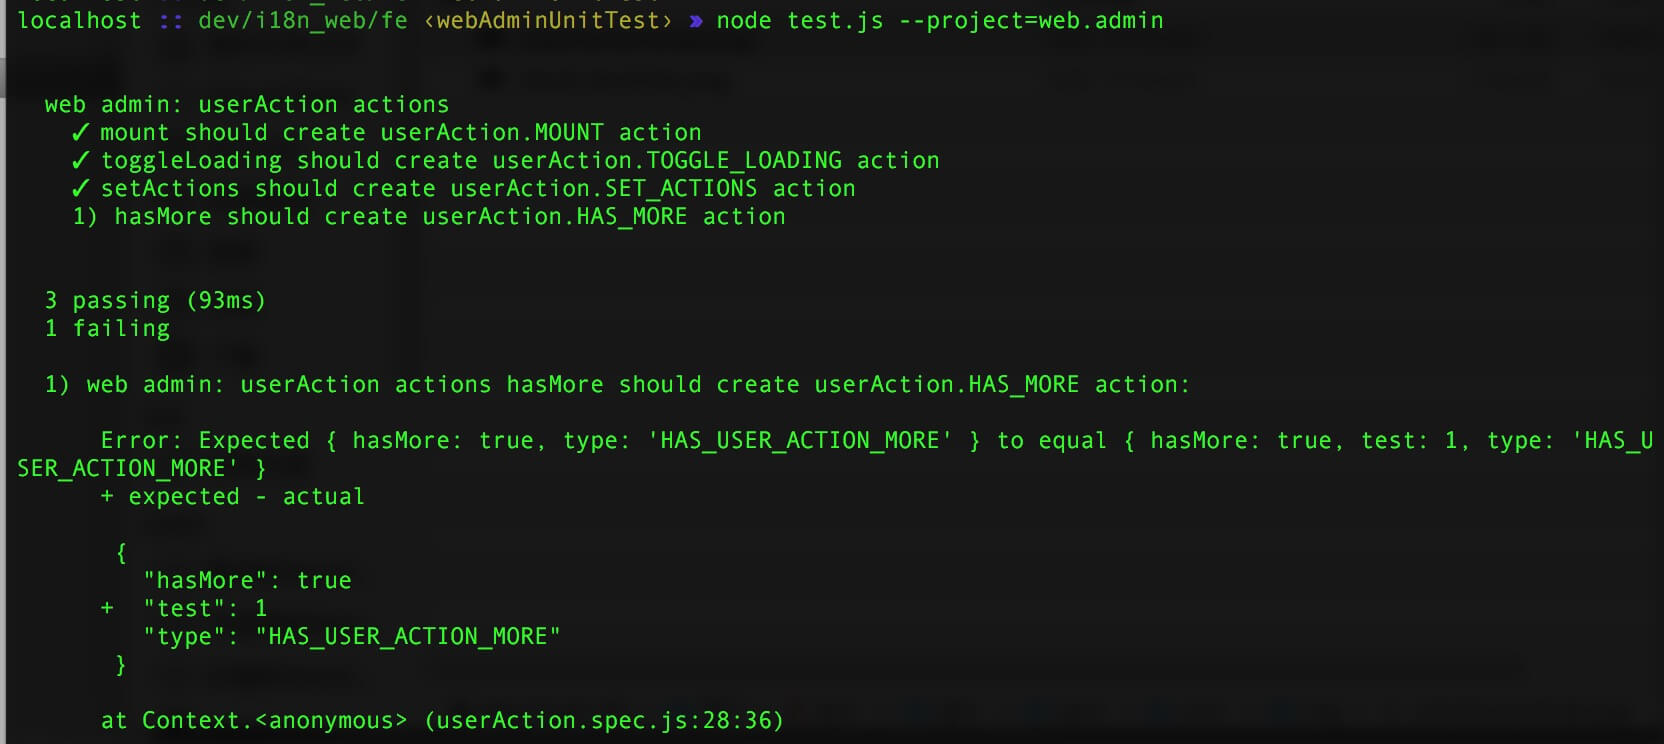 localhost :: dev/i18n_web/fe ‹webAdminUnitTest› » node test.js --project=web.admin
web admin: userAction actions
✓ mount should create userAction.MOUNT action
✓ toggleLoading should create userAction.TOGGLE_LOADING action
✓ setActions should create userAction.SET_ACTIONS action
1) hasMore should create userAction.HAS_MORE action
3 passing (93ms)
1 failing
1) web admin: userAction actions hasMore should create userAction.HAS_MORE action:
Error: Expected { hasMore: true, type: 'HAS_USER_ACTION_MORE' } to equal { hasMore: true, test: 1, type: 'HAS_U
SER_ACTION_MORE' }
+ expected - actual
{
"hasMore": true
+ "test": 1
"type": "HAS_USER_ACTION_MORE"
}
at Context.<anonymous> (userAction.spec.js:28:36)